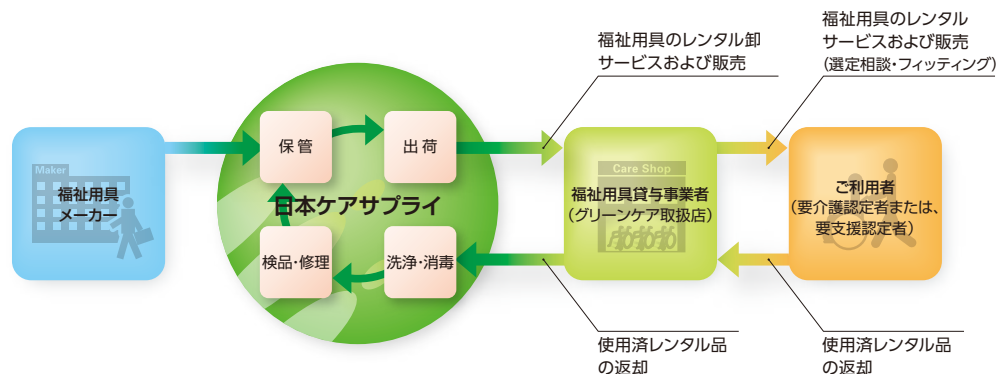 福祉用具のレンタル卸
サービスおよび販売
福祉用具のレンタル
サービスおよび販売
(選定相談・フィッティング)
Maker
福祉用具
メーカー
保管
出荷
日本ケアサプライ
検品・修理
洗浄・消毒
Care Shop
福祉用具貸与事業者
(グリーンケア取扱店)
ご利用者
(要介護認定者または、
要支援認定者)
使用済レンタル品
の返却
使用済レンタル品
の返却